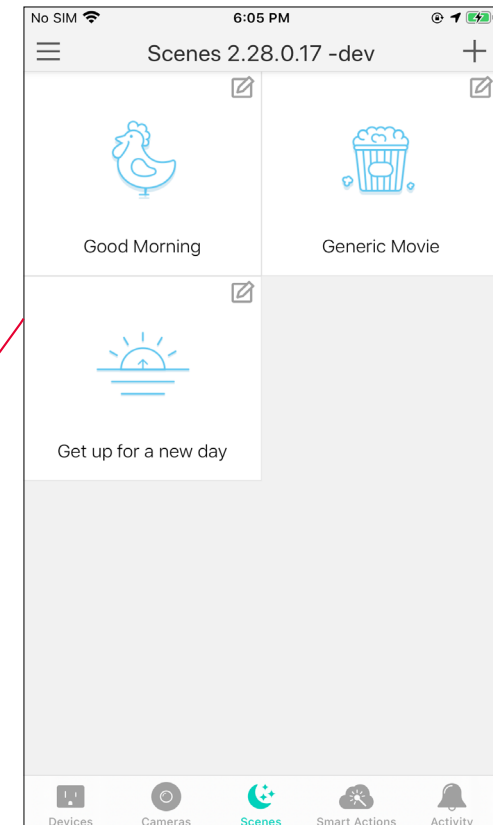 No SIM 6:05 PM
Scenes 2.28.0.17 -dev
Good Morning Generic Movie
Get up for a new day
Devices Cameras Scenes Smart Actions Activity